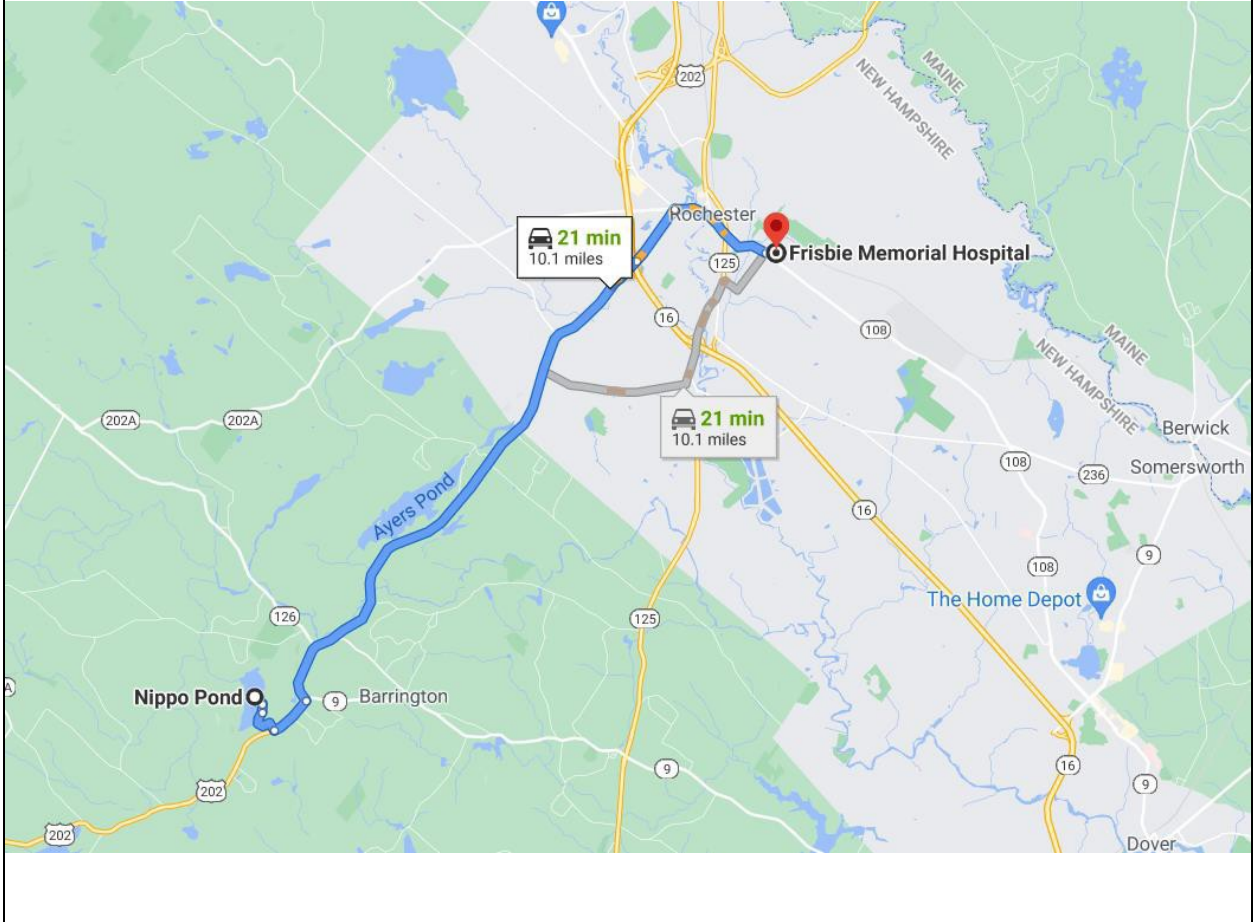 202
MAINE
NEW HAMPSHIRE
Rochester
21 min
10.1 miles
Frisbie Memorial Hospital
125
16
108
MAINE
NEW HAMPSHIRE
21 min
10.1 miles
202A
202A
Berwick
108
236
Somersworth
Ayers Pond
16
9
108
The Home Depot
126
125
Nippo Pond
9
Barrington
A
9
16
202
9
202
Dover